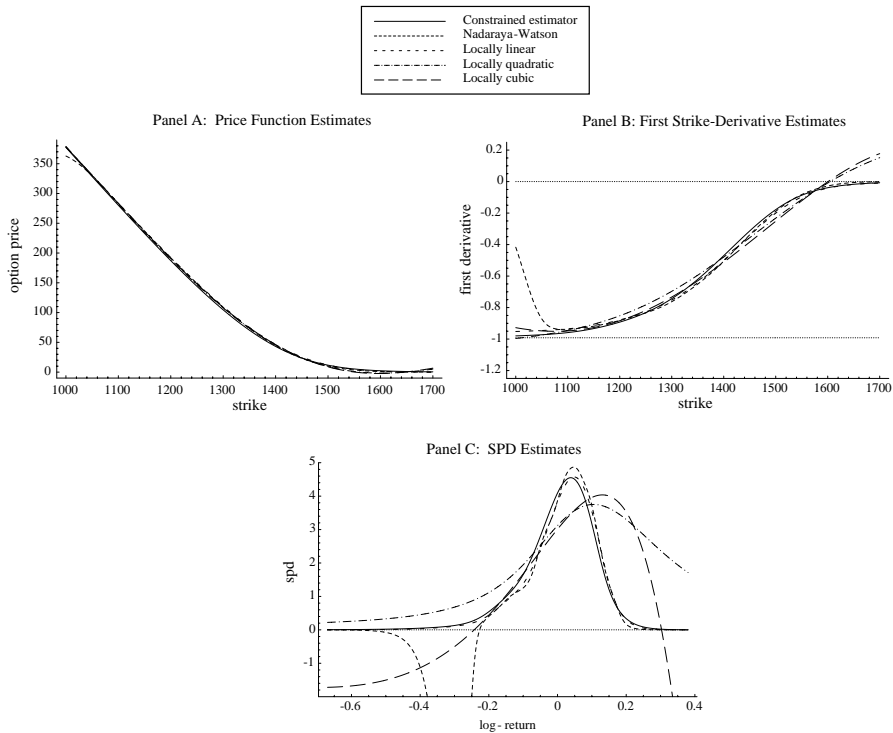 Constrained estimator
Nadaraya-Watson
Locally linear
Locally quadratic
Locally cubic
Panel A: Price Function Estimates
option price
350
300
250
200
150
100
50
0
1000 1100 1200 1300 1400 1500 1600 1700
strike
Panel B: First Strike-Derivative Estimates
first derivative
0.2
0
-0.2
-0.4
-0.6
-0.8
-1
-1.2
1000 1100 1200 1300 1400 1500 1600 1700
strike
Panel C: SPD Estimates
spd
5
4
3
2
1
0
-1
-0.6 -0.4 -0.2 0 0.2 0.4
log - return